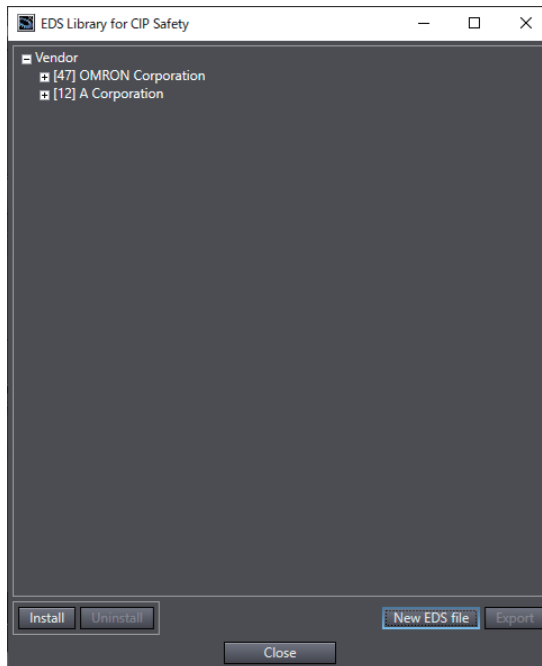 EDS Library for CIP Safety
Vendor
[47] OMRON Corporation
[12] A Corporation
Install Uninstall New EDS file Export
Close